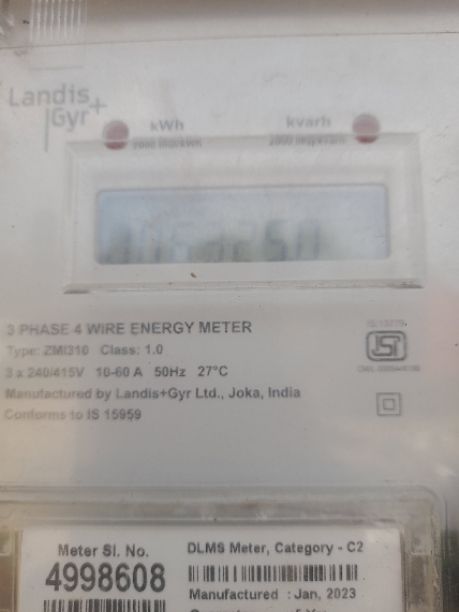 Landis
Gyr+
kWh
kvarh
3 PHASE 4 WIRE ENERGY METER
Type: ZMI310 Class: 1.0
3 x 240/415V 10-60 A 50Hz 27°C
Manufactured by Landis+Gyr Ltd., Joka, India
Conforms to IS 15959
Meter Sl. No.
4998608
DLMS Meter, Category - C2
Manufactured : Jan, 2023